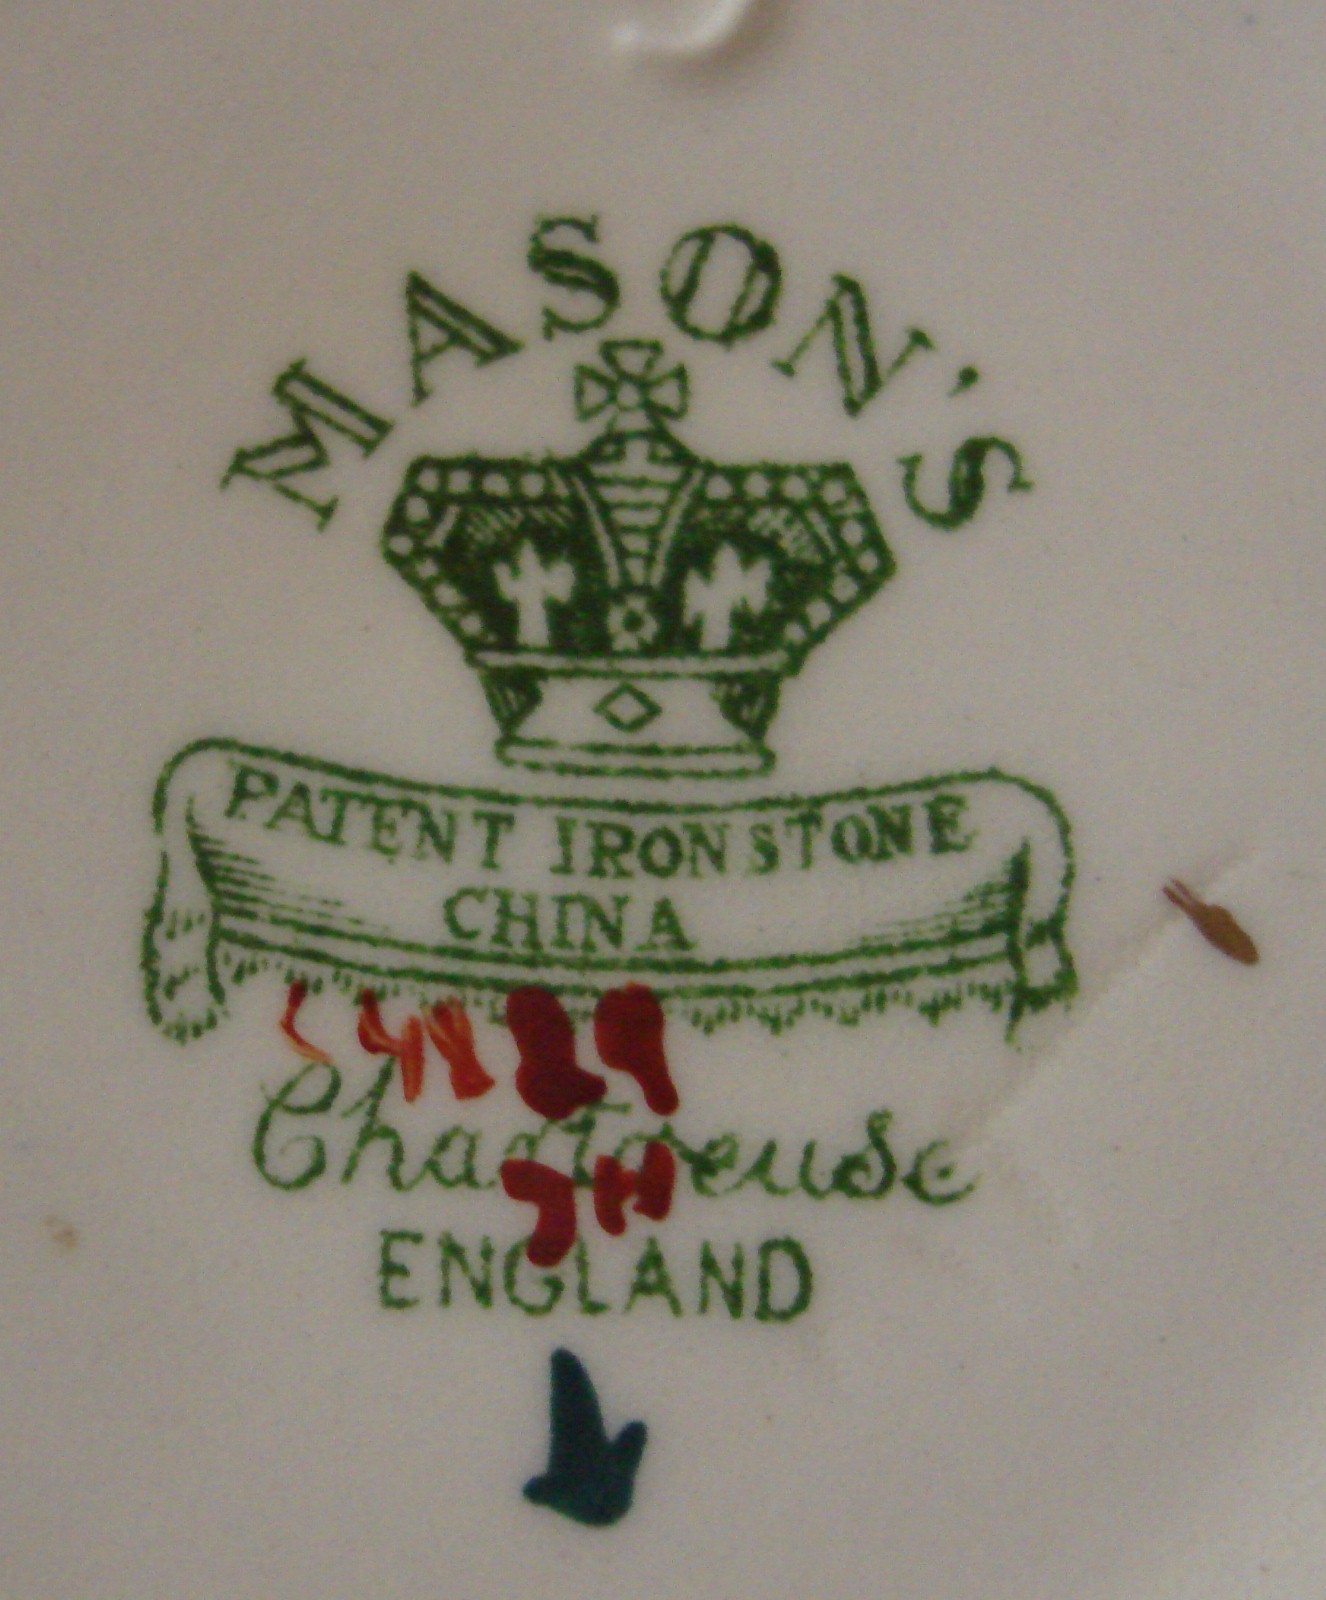 MASON'S
PATENT IRONSTONE
CHINA
Chartreuse
ENGLAND